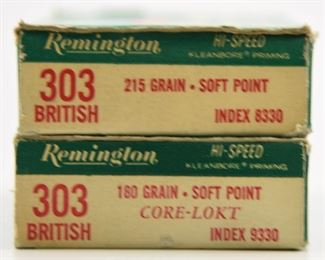 Remington HI-SPEED
KLEANBORE PRIMING
303 215 GRAIN • SOFT POINT
BRITISH INDEX 8330
Remington HI-SPEED
KLEANBORE PRIMING
303 180 GRAIN • SOFT POINT
CORE-LOKT
BRITISH INDEX 9330